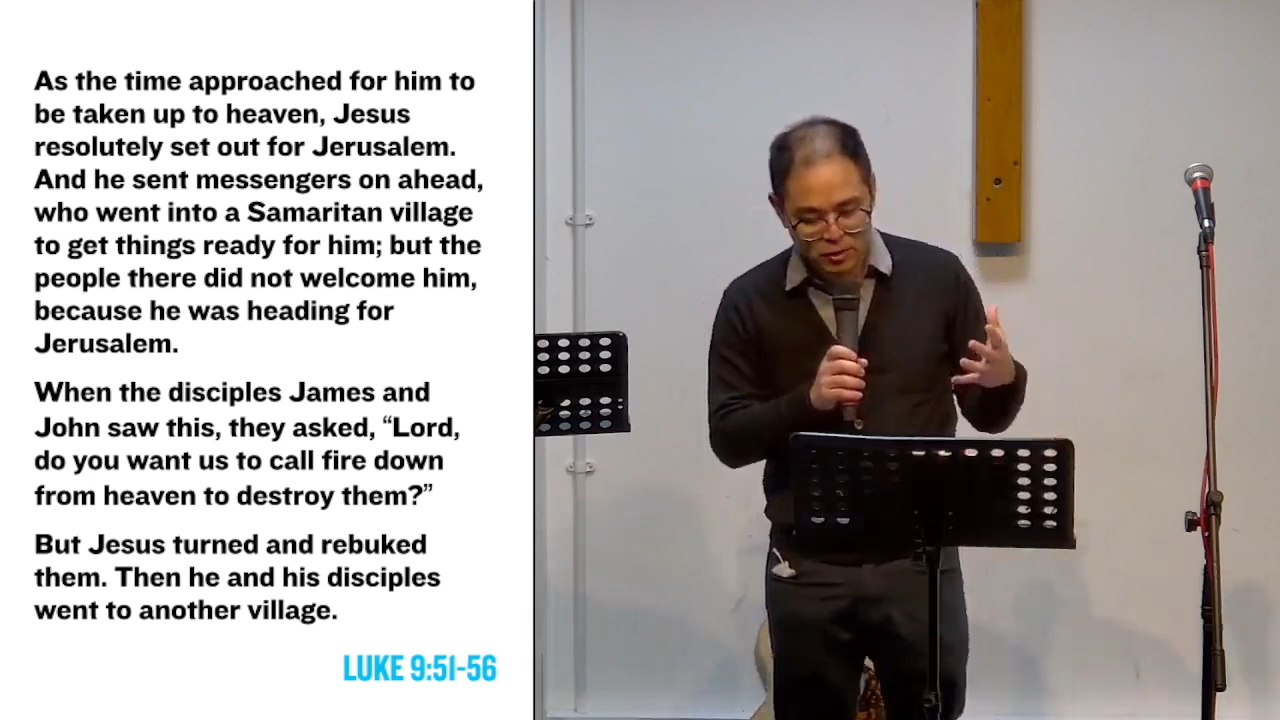 As the time approached for him to
be taken up to heaven, Jesus
resolutely set out for Jerusalem.
And he sent messengers on ahead,
who went into a Samaritan village
to get things ready for him; but the
people there did not welcome him,
because he was heading for
Jerusalem.
When the disciples James and
John saw this, they asked, “Lord,
do you want us to call fire down
from heaven to destroy them?”
But Jesus turned and rebuked
them. Then he and his disciples
went to another village.
LUKE 9:51-56